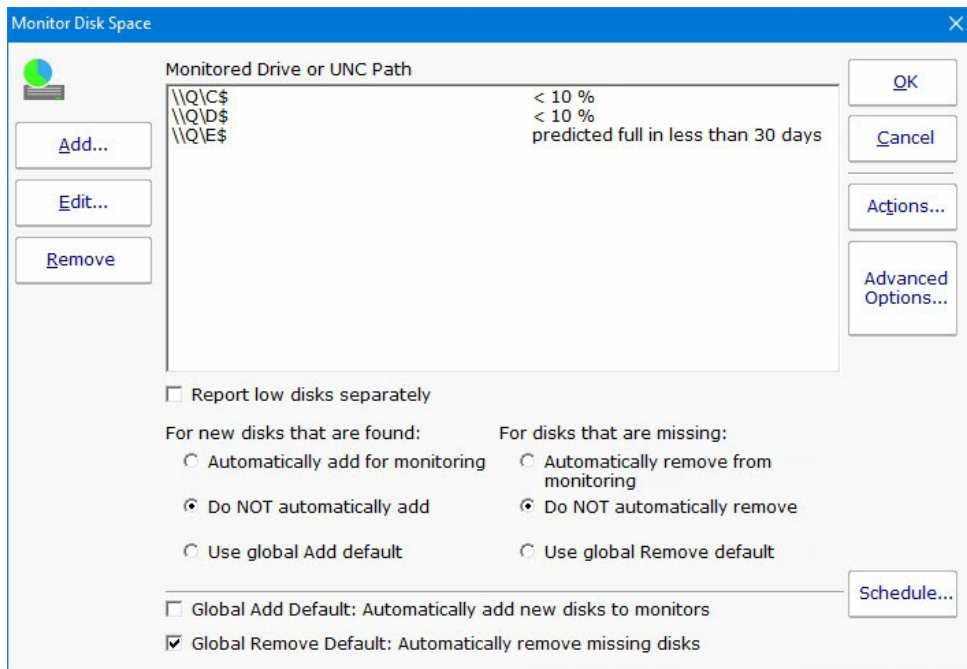 Monitor Disk Space
Monitored Drive or UNC Path
\\Q\C$ < 10 %
\\Q\D$ < 10 %
\\Q\E$ predicted full in less than 30 days
Add...
Edit...
Remove
OK
Cancel
Actions...
Advanced
Options...
Report low disks separately
For new disks that are found:
Automatically add for monitoring
Do NOT automatically add
Use global Add default
For disks that are missing:
Automatically remove from
monitoring
Do NOT automatically remove
Use global Remove default
Schedule...
Global Add Default: Automatically add new disks to monitors
Global Remove Default: Automatically remove missing disks